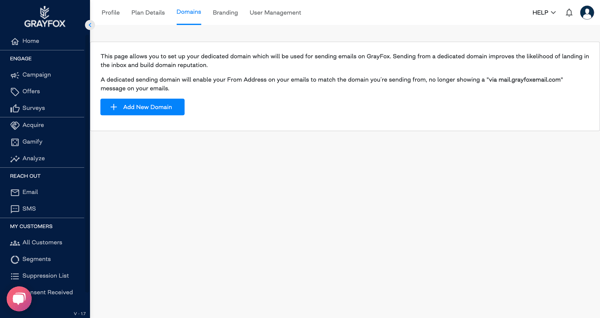 GRAYFOX
Profile
Plan Details
Domains
Branding
User Management
HELP
Home
ENGAGE
Campaign
Offers
Surveys
Acquire
Gamify
Analyze
REACH OUT
Email
SMS
MY CUSTOMERS
All Customers
Segments
Suppression List
onsent Received
V : 17
This page allows you to set up your dedicated domain which will be used for sending emails on GrayFox. Sending from a dedicated domain improves the likelihood of landing in
the inbox and build domain reputation.
A dedicated sending domain will enable your From Address on your emails to match the domain you're sending from, no longer showing a "via mail.grayfoxemail.com"
message on your emails.
+ Add New Domain